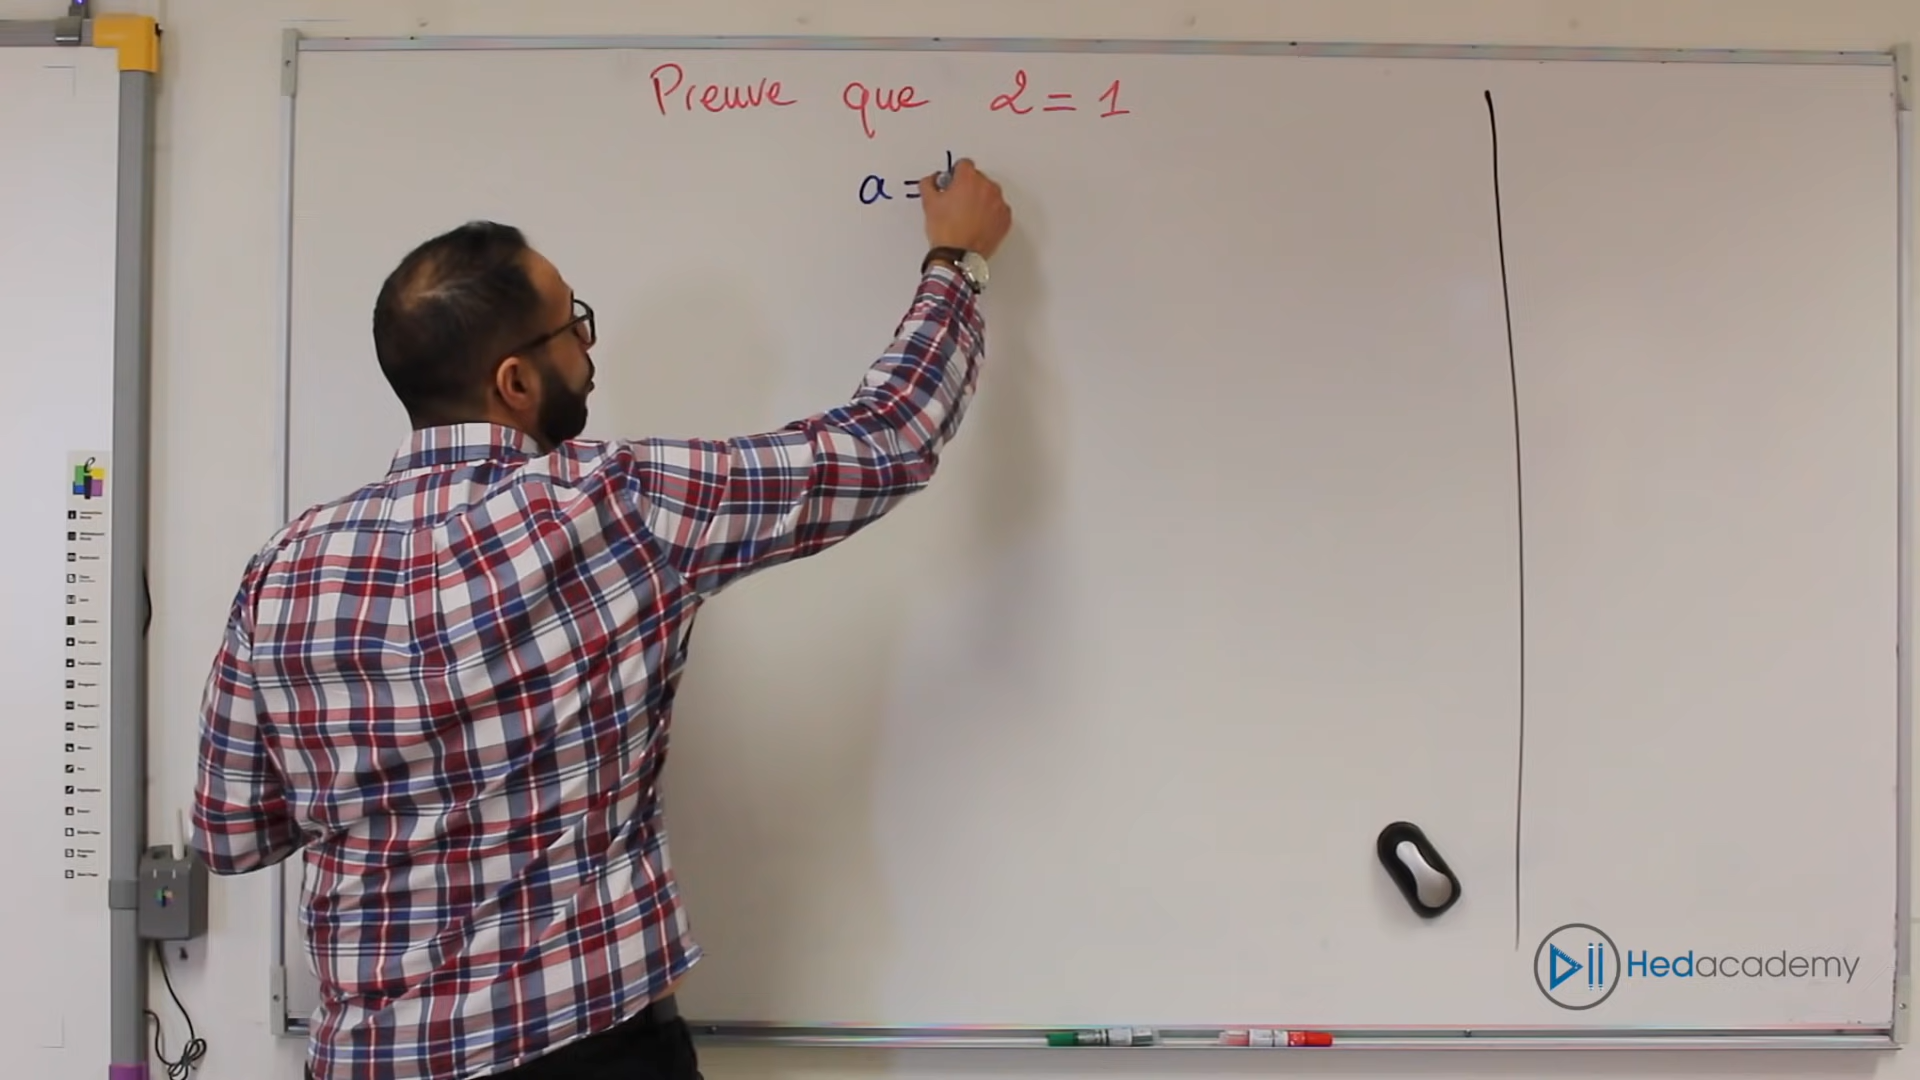 Preuve que 2 = 1
a =
Hedacademy